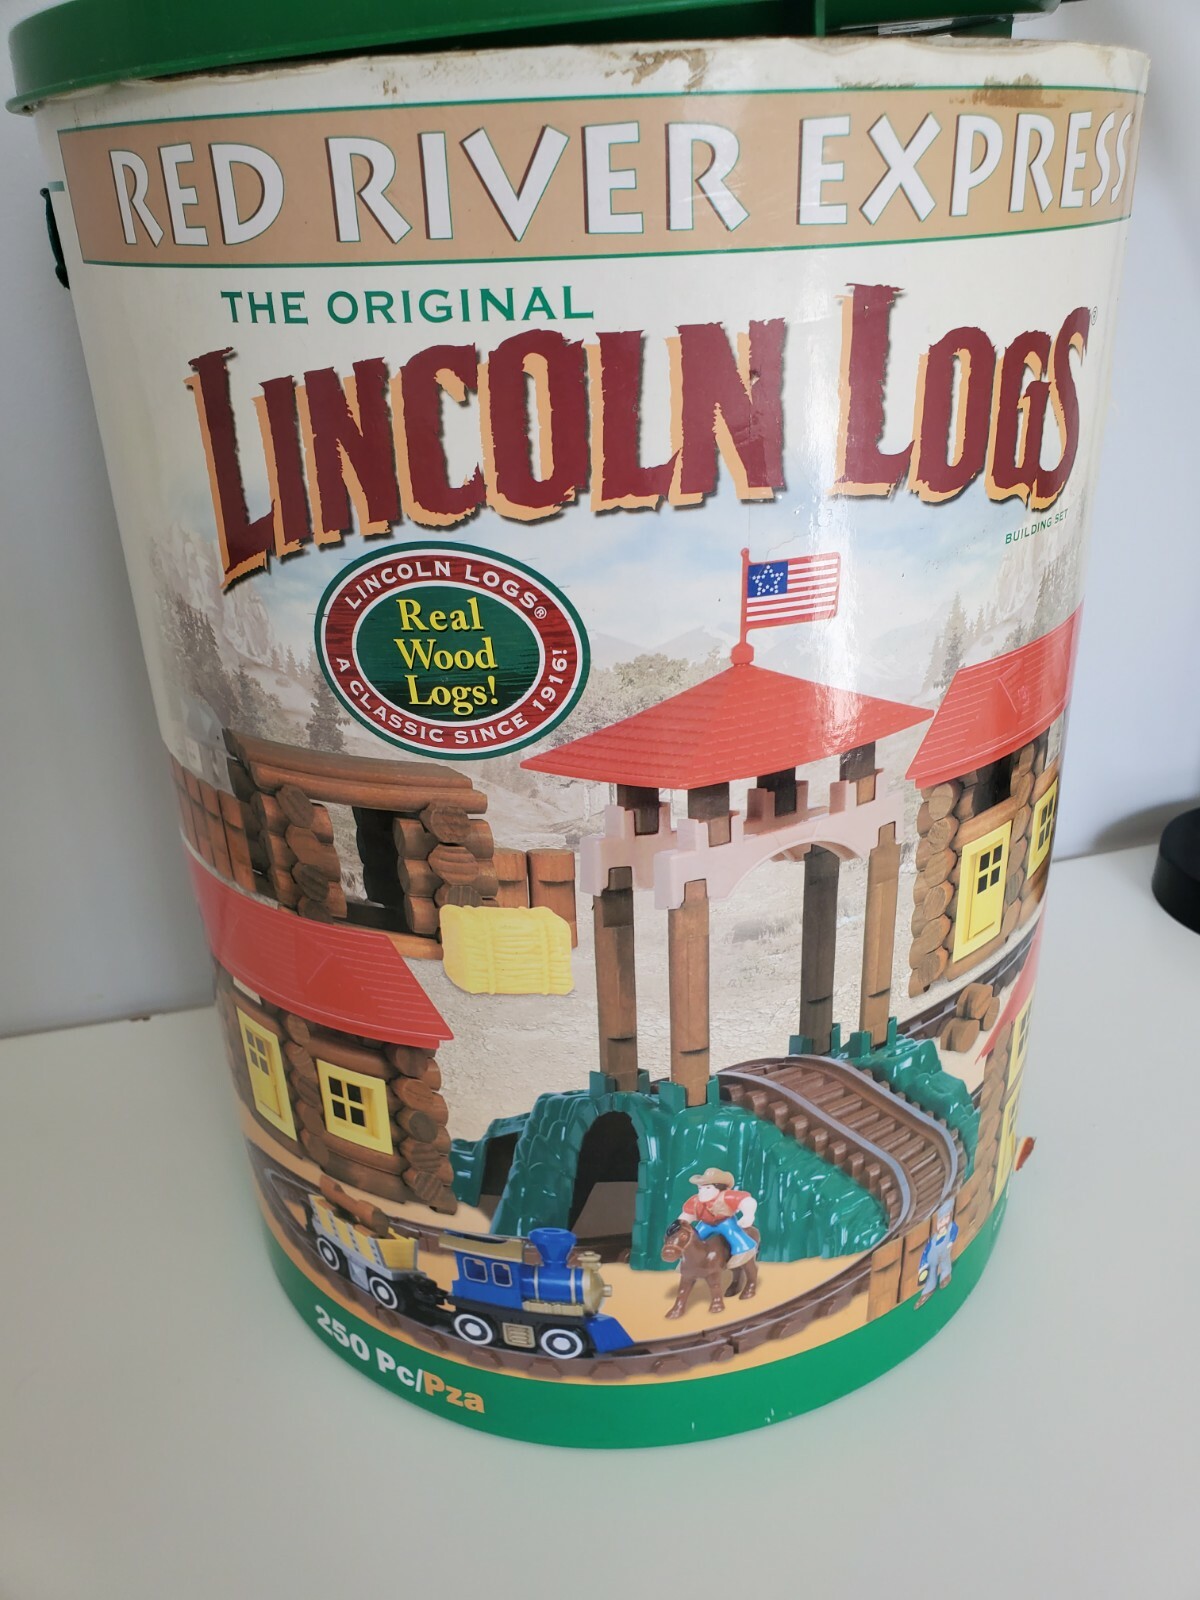 RED RIVER EXPRESS
THE ORIGINAL
LINCOLN LOGS®
BUILDING SET
LINCOLN LOGS®
Real
Wood
Logs!
A CLASSIC SINCE 1916!
250 Pc/Pza